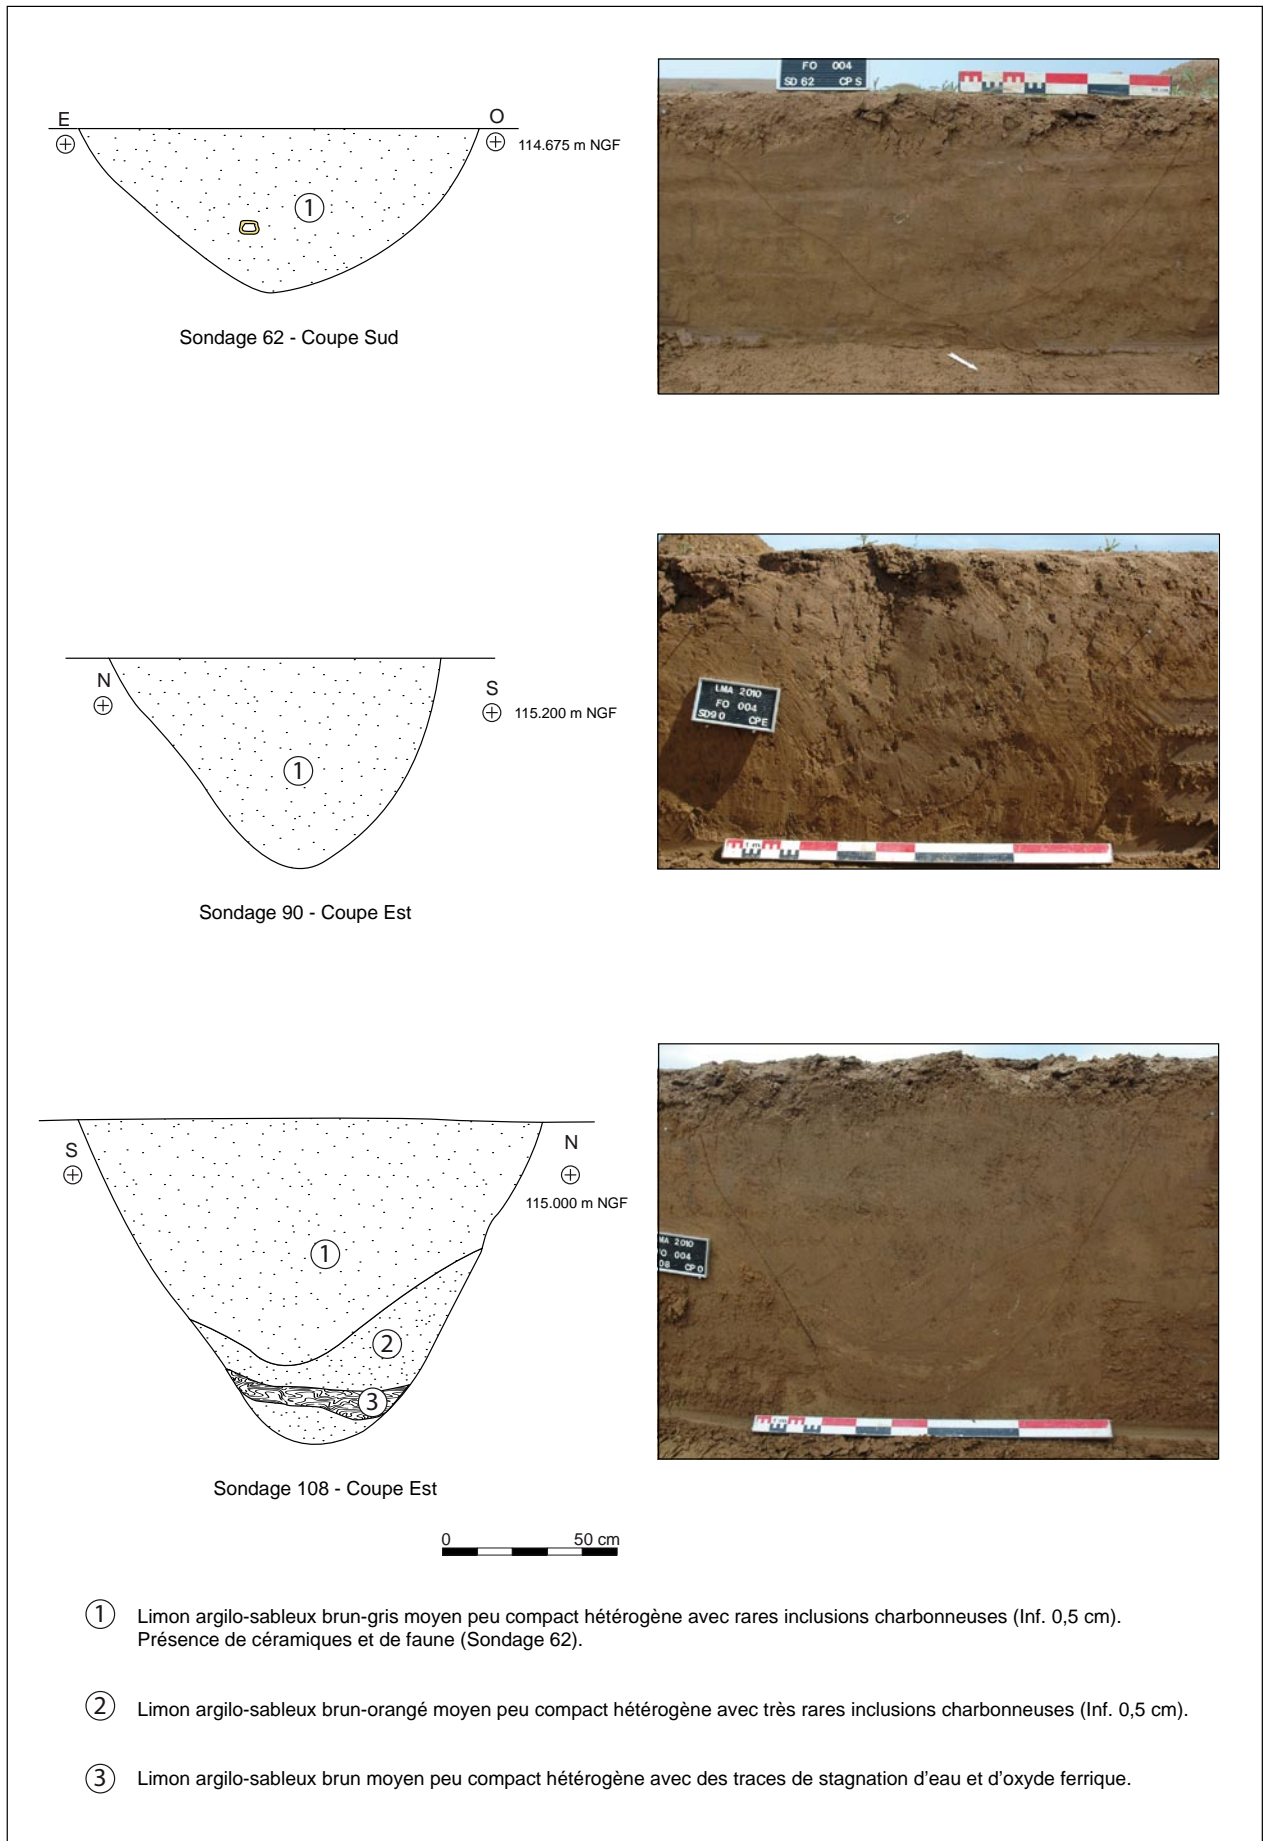 E
O
114.675 m NGF
1
Sondage 62 - Coupe Sud
FO 004
SD 62 CP S
N
S
115.200 m NGF
1
Sondage 90 - Coupe Est
LMA 2010
FO 004
SD90 CPE
S
N
115.000 m NGF
1
2
3
Sondage 108 - Coupe Est
MA 2010
FO 004
08 CP O
0 50 cm
1 Limon argilo-sableux brun-gris moyen peu compact hétérogène avec rares inclusions charbonneuses (Inf. 0,5 cm).
Présence de céramiques et de faune (Sondage 62).
2 Limon argilo-sableux brun-orangé moyen peu compact hétérogène avec très rares inclusions charbonneuses (Inf. 0,5 cm).
3 Limon argilo-sableux brun moyen peu compact hétérogène avec des traces de stagnation d'eau et d'oxyde ferrique.